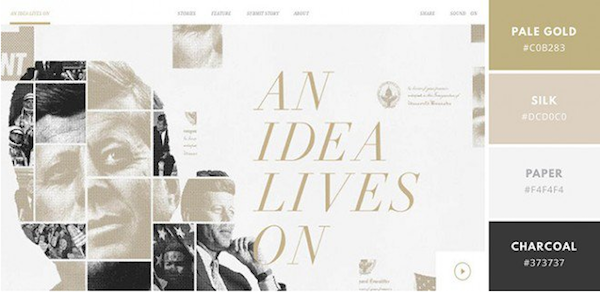 AN IDEA LIVES ON
STORIES FEATURE SUBMIT STORY ABOUT
SHARE SOUND ON
AN
IDEA
LIVES
ON
PALE GOLD
#C0B283
SILK
#DCD0C0
PAPER
#F4F4F4
CHARCOAL
#373737